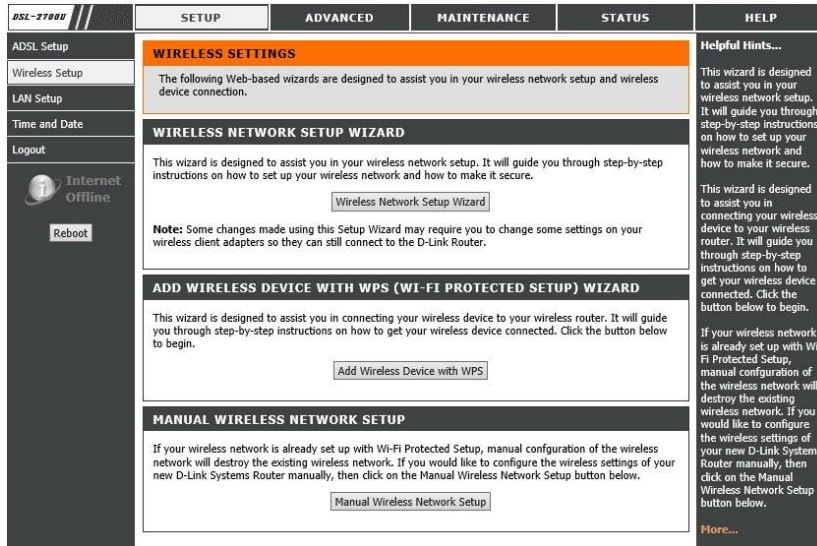 DSL-2700U
SETUP
ADVANCED
MAINTENANCE
STATUS
HELP
ADSL Setup
Wireless Setup
LAN Setup
Time and Date
Logout
Internet
Offline
Reboot
WIRELESS SETTINGS
The following Web-based wizards are designed to assist you in your wireless network setup and wireless
device connection.
WIRELESS NETWORK SETUP WIZARD
This wizard is designed to assist you in your wireless network setup. It will guide you through step-by-step
instructions on how to set up your wireless network and how to make it secure.
Wireless Network Setup Wizard
Note: Some changes made using this Setup Wizard may require you to change some settings on your
wireless client adapters so they can still connect to the D-Link Router.
ADD WIRELESS DEVICE WITH WPS (WI-FI PROTECTED SETUP) WIZARD
This wizard is designed to assist you in connecting your wireless device to your wireless router. It will guide
you through step-by-step instructions on how to get your wireless device connected. Click the button below
to begin.
Add Wireless Device with WPS
MANUAL WIRELESS NETWORK SETUP
If your wireless network is already set up with Wi-Fi Protected Setup, manual confguration of the wireless
network will destroy the existing wireless network. If you would like to configure the wireless settings of your
new D-Link Systems Router manually, then click on the Manual Wireless Network Setup button below.
Manual Wireless Network Setup
Helpful Hints...
This wizard is designed
to assist you in your
wireless network setup.
It will guide you through
step-by-step instructions
on how to set up your
wireless network and
how to make it secure.
This wizard is designed
to assist you in
connecting your wireless
device to your wireless
router. It will guide you
through step-by-step
instructions on how to
get your wireless device
connected. Click the
button below to begin.
If your wireless network
is already set up with Wi
Fi Protected Setup,
manual confguration of
the wireless network will
destroy the existing
wireless network. If you
would like to configure
the wireless settings of
your new D-Link System
Router manually, then
click on the Manual
Wireless Network Setup
button below.
More...